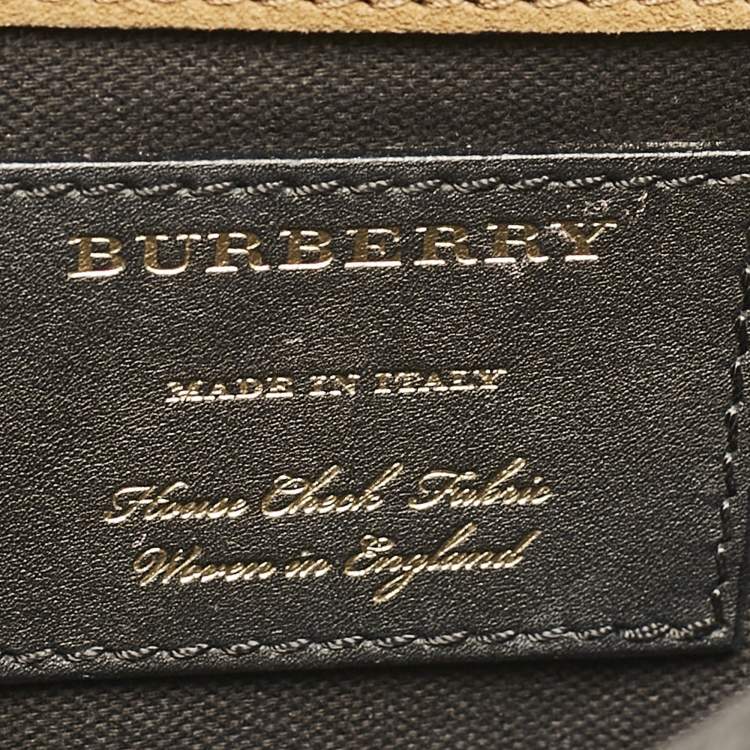 BURBERRY
MADE IN ITALY
House Check Fabric
Woven in England